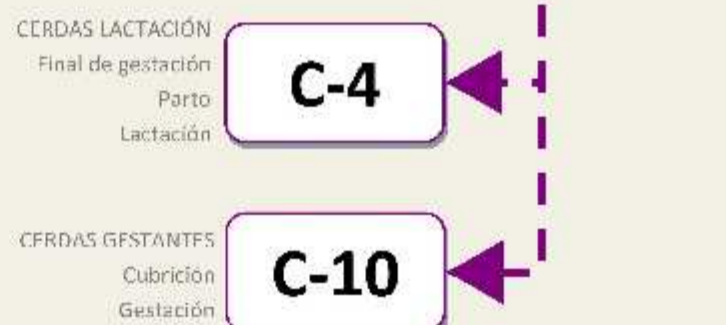 CERDAS LACTACIÓN
Final de gestación
Parto
Lactación
C-4
CERDAS GESTANTES
Cubrición
Gestación
C-10